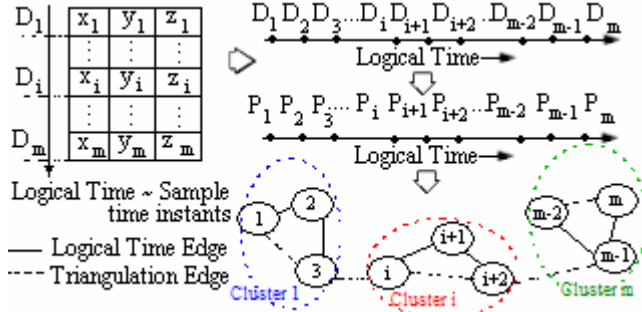 D1 x1 y1 z1
⋮ ⋮ ⋮
Di xi yi zi
⋮ ⋮ ⋮
Dm xm ym zm
Logical Time ~ Sample
time instants
Logical Time Edge
Triangulation Edge
D1 D2 D3 ...Di Di+1 Di+2 ...Dm-2 Dm-1 Dm
Logical Time
P1 P2 P3.... Pi Pi+1 Pi+2 ...Pm-2 Pm-1 Pm
Logical Time
1 2 3
Cluster 1
i i+1 i+2
Cluster i
m-2 m m-1
Gluster m